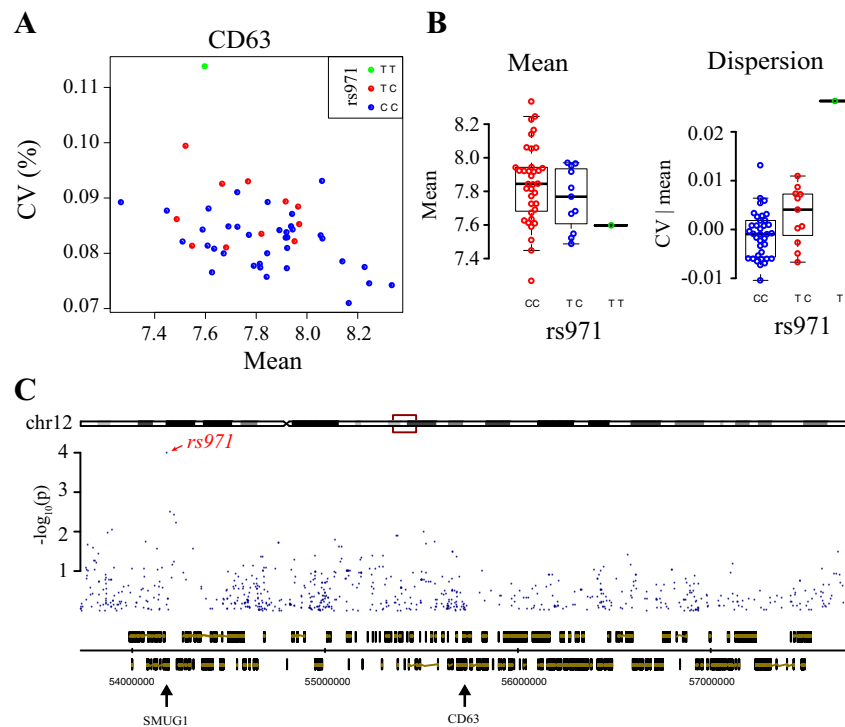 A
CD63
rs971
TT
TC
CC
CV (%)
0.11
0.10
0.09
0.08
0.07
7.4 7.6 7.8 8.0 8.2
Mean
B
Mean
Mean
8.2
8.0
7.8
7.6
7.4
CC TC TT
rs971
Dispersion
CV | mean
0.02
0.01
0.00
-0.01
CC TC T
rs971
C
chr12
rs971
-log10(p)
4
3
2
1
54000000 55000000 56000000 57000000
SMUG1 CD63